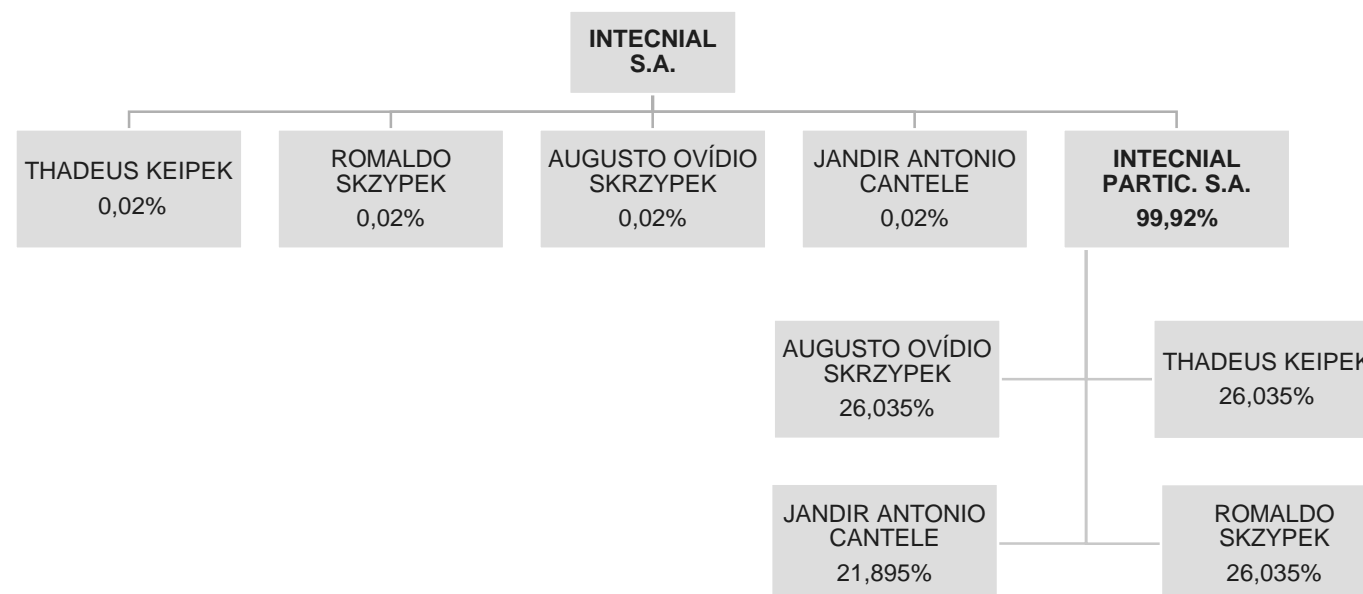 INTECNIAL
S.A.
THADEUS KEIPEK
0,02%
ROMALDO
SKZYPEK
0,02%
AUGUSTO OVÍDIO
SKRZYPEK
0,02%
JANDIR ANTONIO
CANTELE
0,02%
INTECNIAL
PARTIC. S.A.
99,92%
AUGUSTO OVÍDIO
SKRZYPEK
26,035%
THADEUS KEIPEK
26,035%
JANDIR ANTONIO
CANTELE
21,895%
ROMALDO
SKZYPEK
26,035%